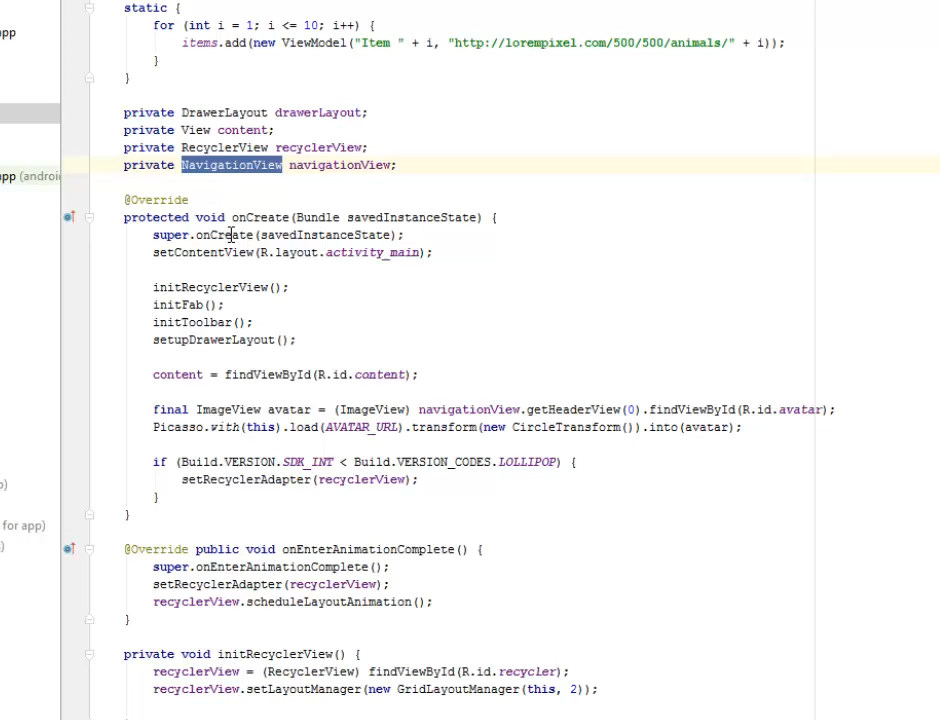 static {
pp
for (int i = 1; i <= 10; i++) {
items.add(new ViewModel("Item " + i, "http://lorempixel.com/500/500/animals/" + i));
}
}
private DrawerLayout drawerLayout;
private View content;
private RecyclerView recyclerView;
private NavigationView navigationView;
pp (androi
@Override
protected void onCreate(Bundle savedInstanceState) {
super.onCreate(savedInstanceState);
setContentView(R.layout.activity_main);
initRecyclerView();
initFab();
initToolbar();
setupDrawerLayout();
content = findViewById(R.id.content);
final ImageView avatar = (ImageView) navigationView.getHeaderView(0).findViewById(R.id.avatar);
Picasso.with(this).load(AVATAR_URL).transform(new CircleTransform()).into(avatar);
if (Build.VERSION.SDK_INT < Build.VERSION_CODES.LOLLIPOP) {
setRecyclerAdapter(recyclerView);
)
}
}
for app)
)
@Override public void onEnterAnimationComplete() {
super.onEnterAnimationComplete();
setRecyclerAdapter(recyclerView);
recyclerView.scheduleLayoutAnimation();
}
private void initRecyclerView() {
recyclerView = (RecyclerView) findViewById(R.id.recycler);
recyclerView.setLayoutManager(new GridLayoutManager(this, 2));